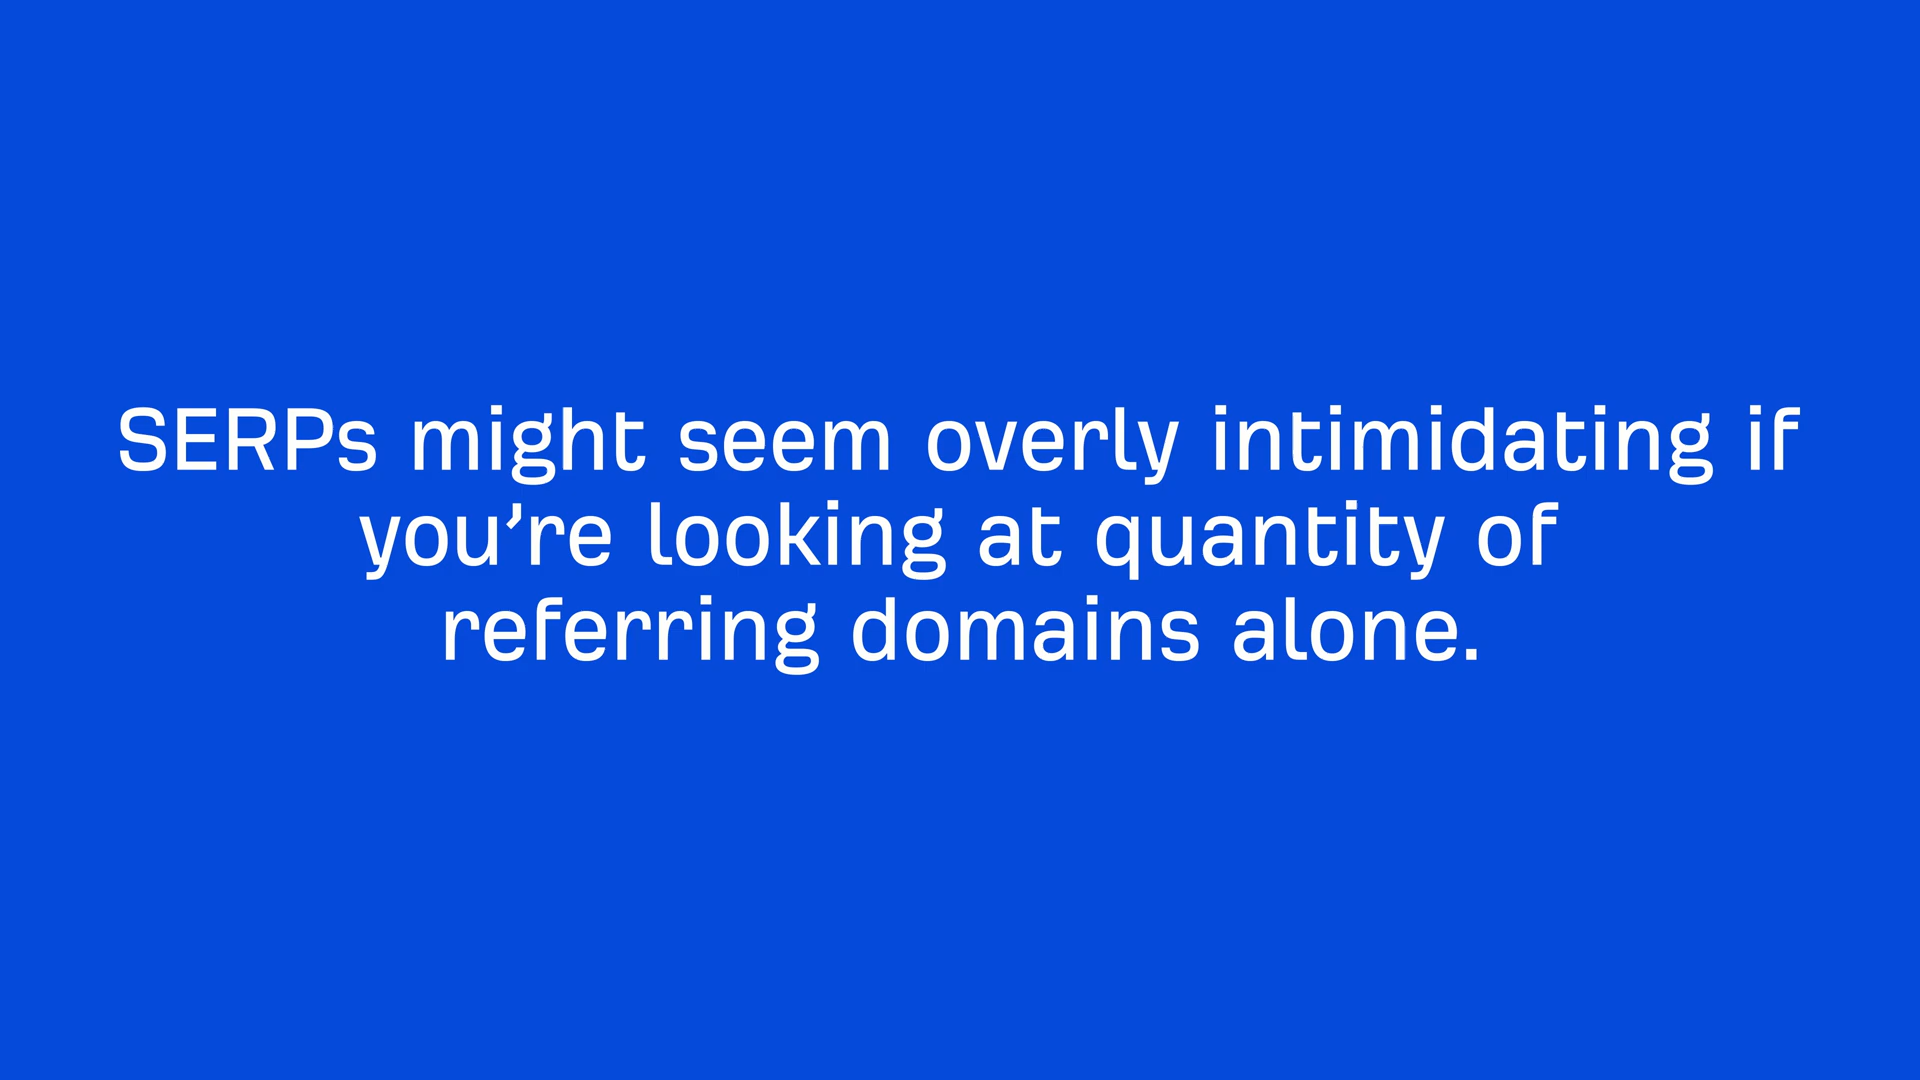 SERPs might seem overly intimidating if
you’re looking at quantity of
referring domains alone.